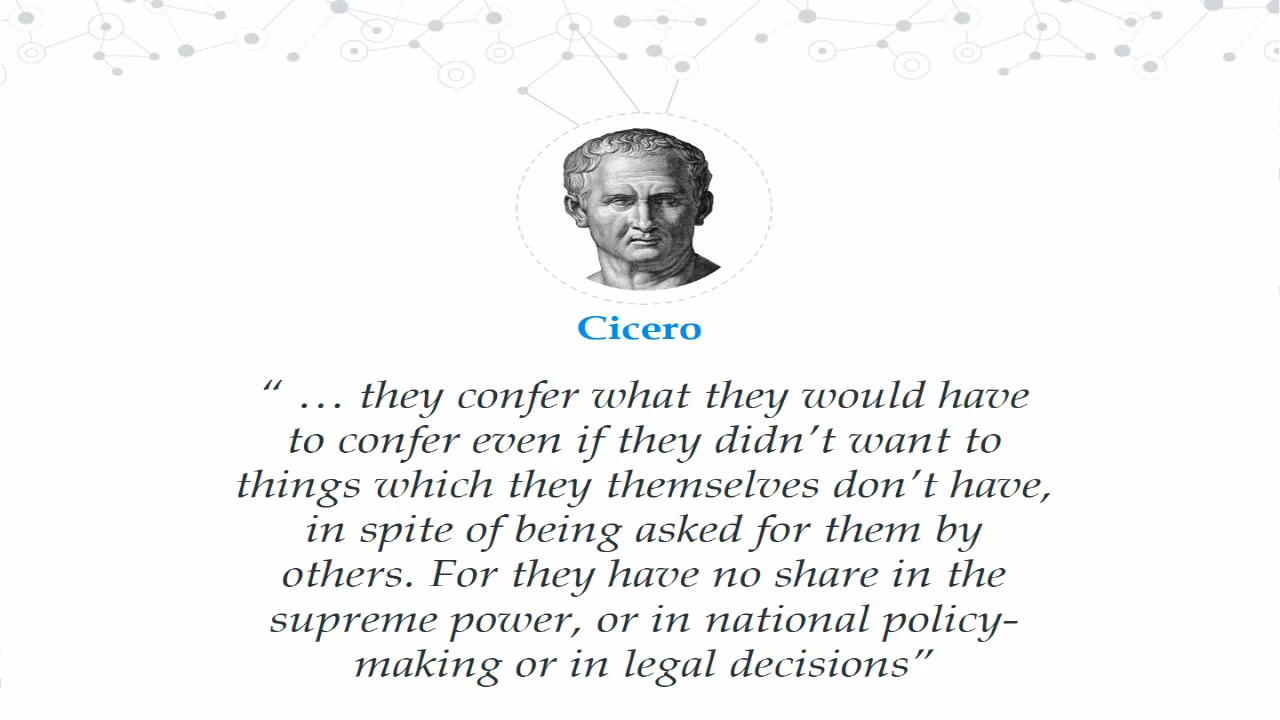 Cicero
“ … they confer what they would have
to confer even if they didn’t want to
things which they themselves don’t have,
in spite of being asked for them by
others. For they have no share in the
supreme power, or in national policy-
making or in legal decisions”